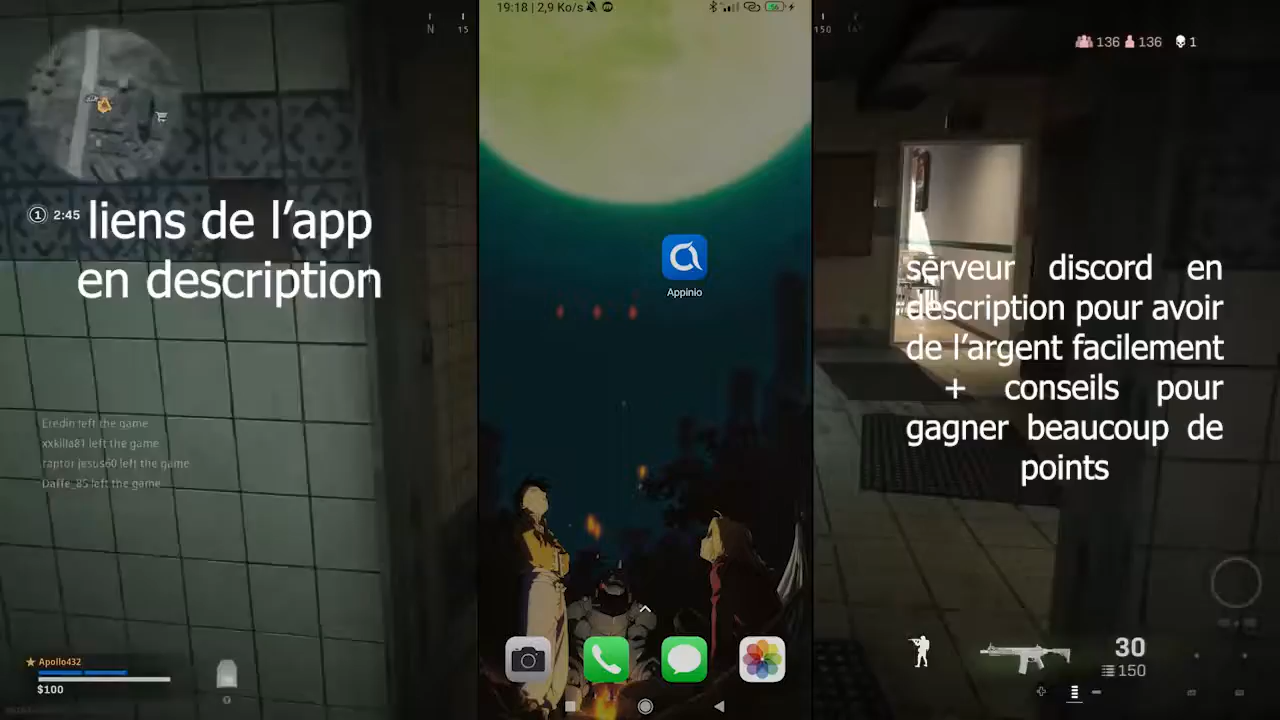 19:18 | 2,9 Ko/s
56
N
15
150
136
136
1
1
2:45
liens de l’app
en description
Appinio
serveur discord en
description pour avoir
de l’argent facilement
+ conseils pour
gagner beaucoup de
points
Eredin left the game
xxkilla81 left the game
raptor jesus60 left the game
Daffe_85 left the game
Apollo432
$100
30
150